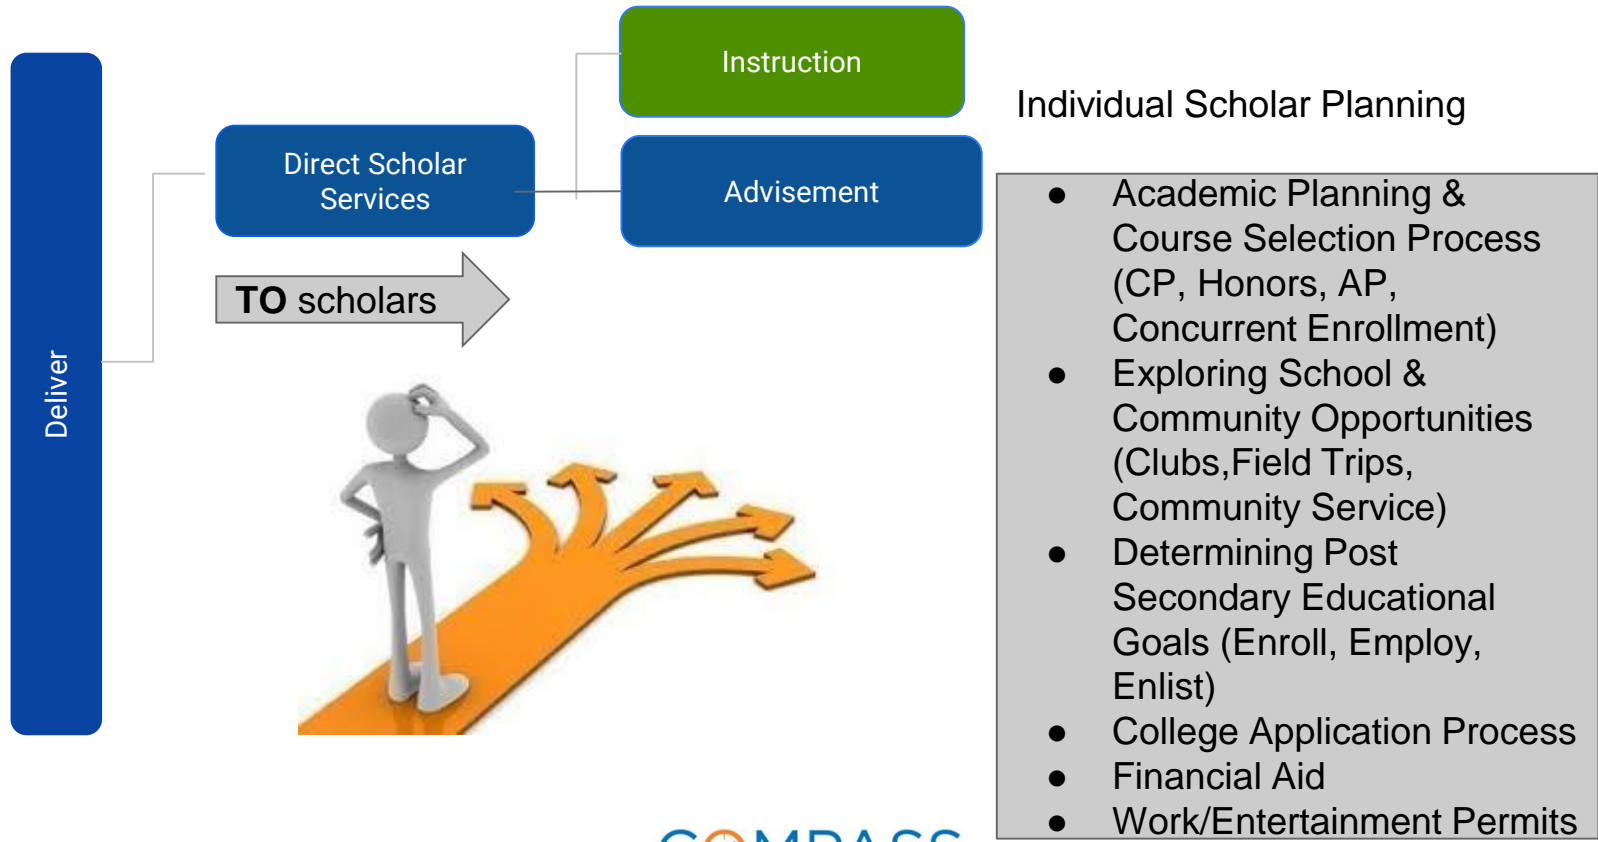 Instruction
Individual Scholar Planning
Direct Scholar
Services
Advisement
TO scholars
Deliver
● Academic Planning &
Course Selection Process
(CP, Honors, AP,
Concurrent Enrollment)
● Exploring School &
Community Opportunities
(Clubs,Field Trips,
Community Service)
● Determining Post
Secondary Educational
Goals (Enroll, Employ,
Enlist)
● College Application Process
● Financial Aid
● Work/Entertainment Permits
COMPASS